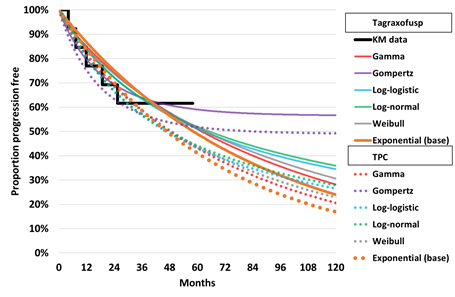 100%
90%
80%
70%
60%
50%
40%
30%
20%
10%
0%
Proportion progression free
0 12 24 36 48 60 72 84 96 108 120
Months
Tagraxofusp
KM data
Gamma
Gompertz
Log-logistic
Log-normal
Weibull
Exponential (base)
TPC
Gamma
Gompertz
Log-logistic
Log-normal
Weibull
Exponential (base)